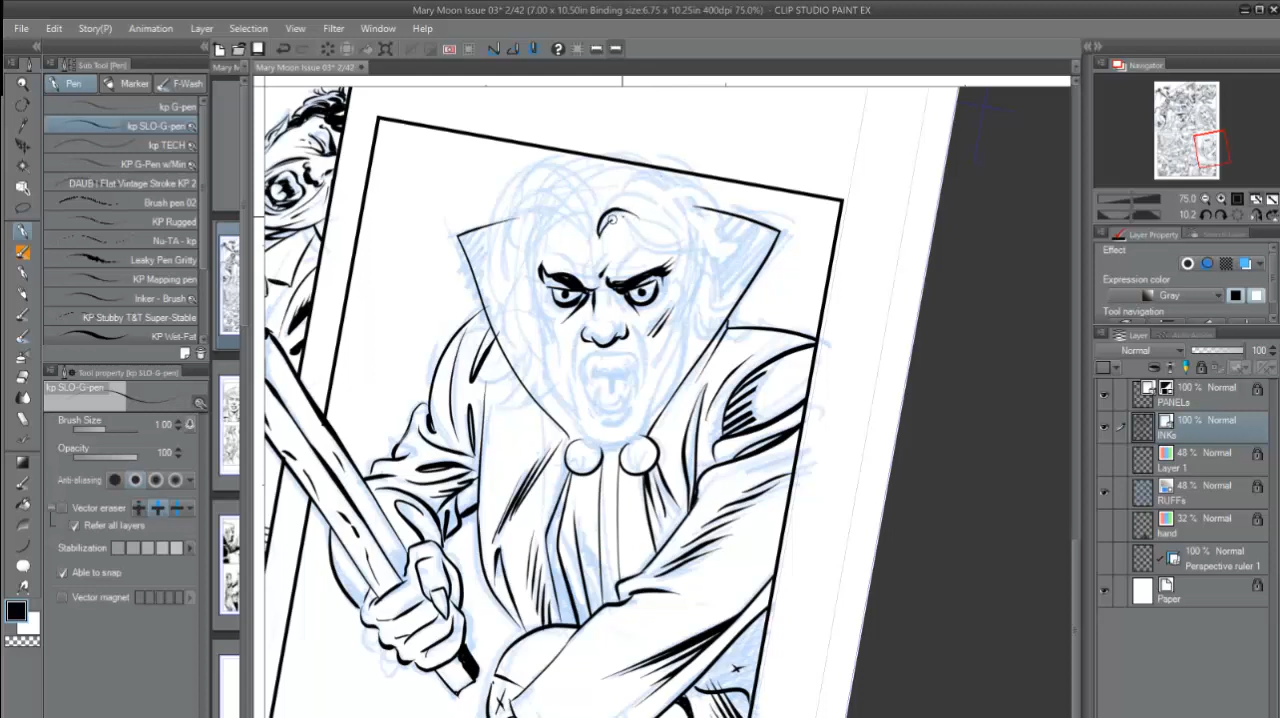 Mary Moon Issue 03* 2/42 (7.00 x 10.50in Binding size:6.75 x 10.25in 400dpi 75.0%) - CLIP STUDIO PAINT EX
File Edit Story(P) Animation Layer Selection View Filter Window Help
Sub Tool [Pen]
Mary M
Mary Moon Issue 03* 2/42
Navigator
Pen Marker F-Wash
kp G-pen
kp SLO-G-pen
kp TECH
KP G-Pen w/Min
DAUB1 Flat Vintage Stroke KP 2
Brush pen 02
KP Rugged
Nu-TA - kp
Leaky Pen Gritty
KP Mapping pen
Inker - Brush
KP Stubby T&T Super-Stable
KP Wet-Fat
Tool property [kp SLO-G-pen]
kp SLO-G-pen
Brush Size 1.00
Opacity 100
Anti-aliasing
Vector eraser
Refer all layers
Stabilization
Able to snap
Vector magnet
75.0
10.2
Layer Property
Effect
Expression color
Gray
Tool navigation
Layer
Normal 100
100 % Normal
PANELs
100 % Normal
INKs
48 % Normal
Layer 1
48 % Normal
RUFFs
32 % Normal
hand
100 % Normal
Perspective ruler 1
Paper